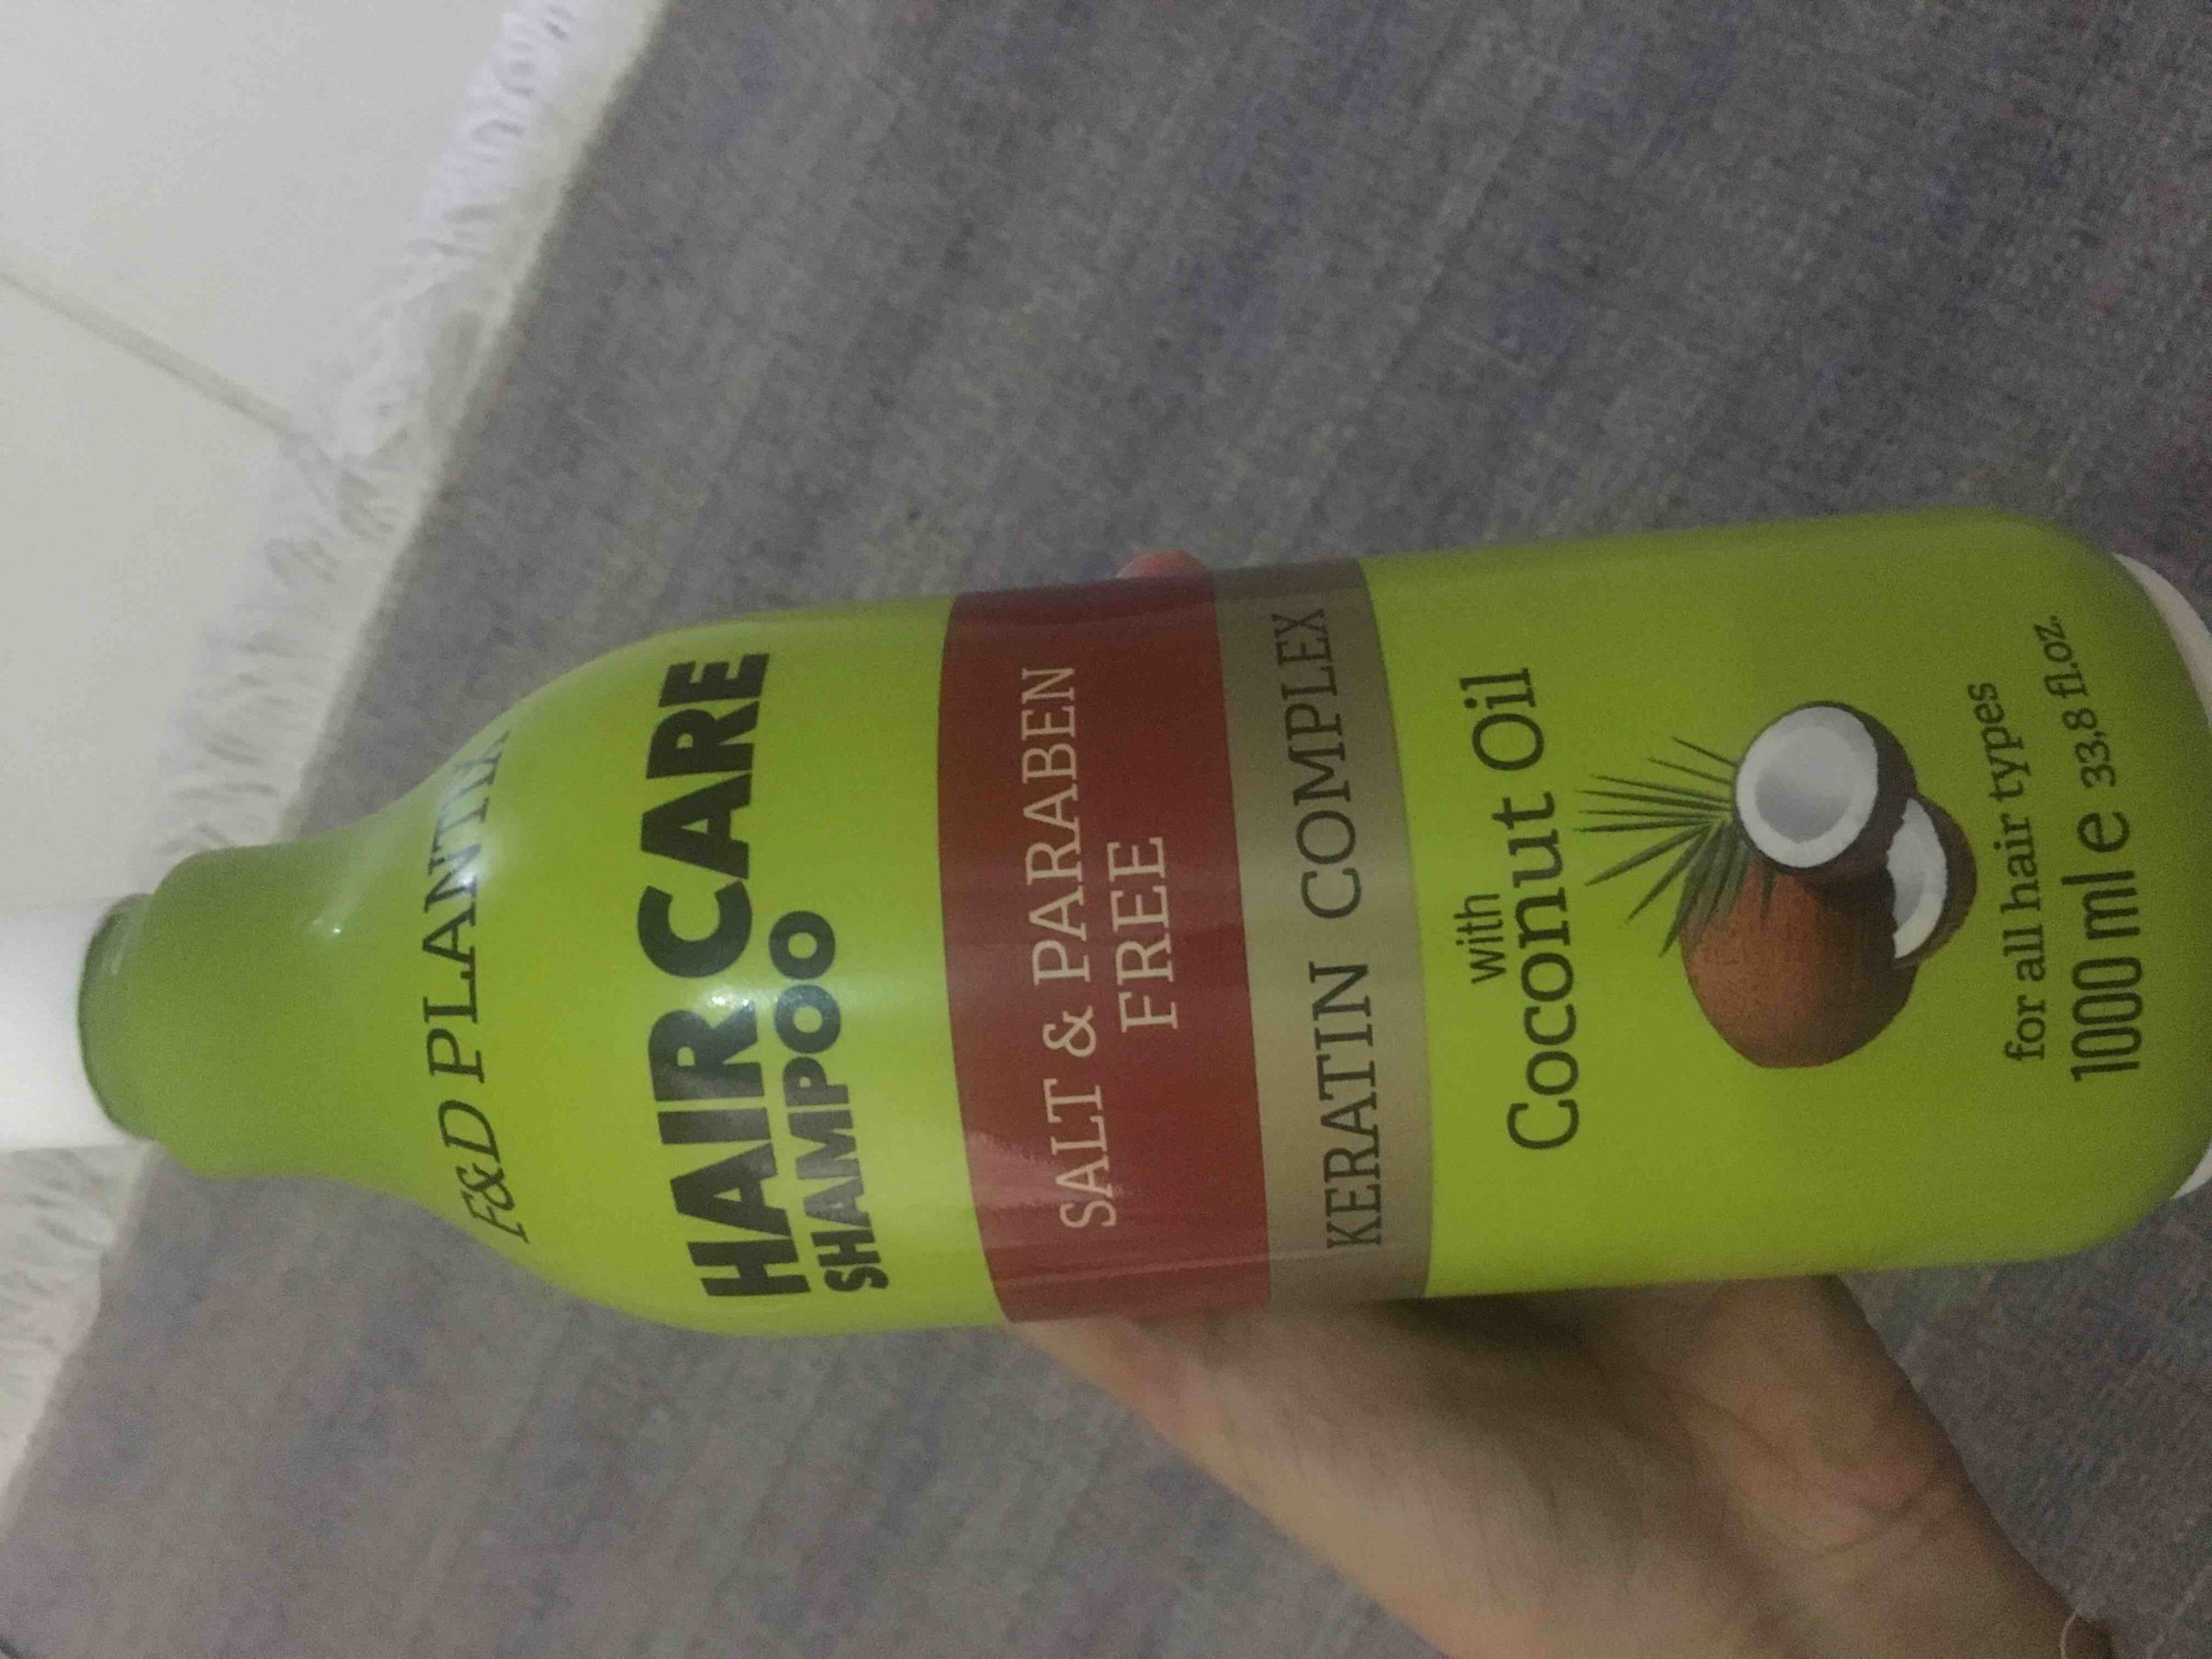 F&D PLANTIX
HAIR CARE
SHAMPOO
SALT & PARABEN
FREE
KERATIN COMPLEX
with
Coconut Oil
for all hair types
1000 ml e 33,8 fl.oz.